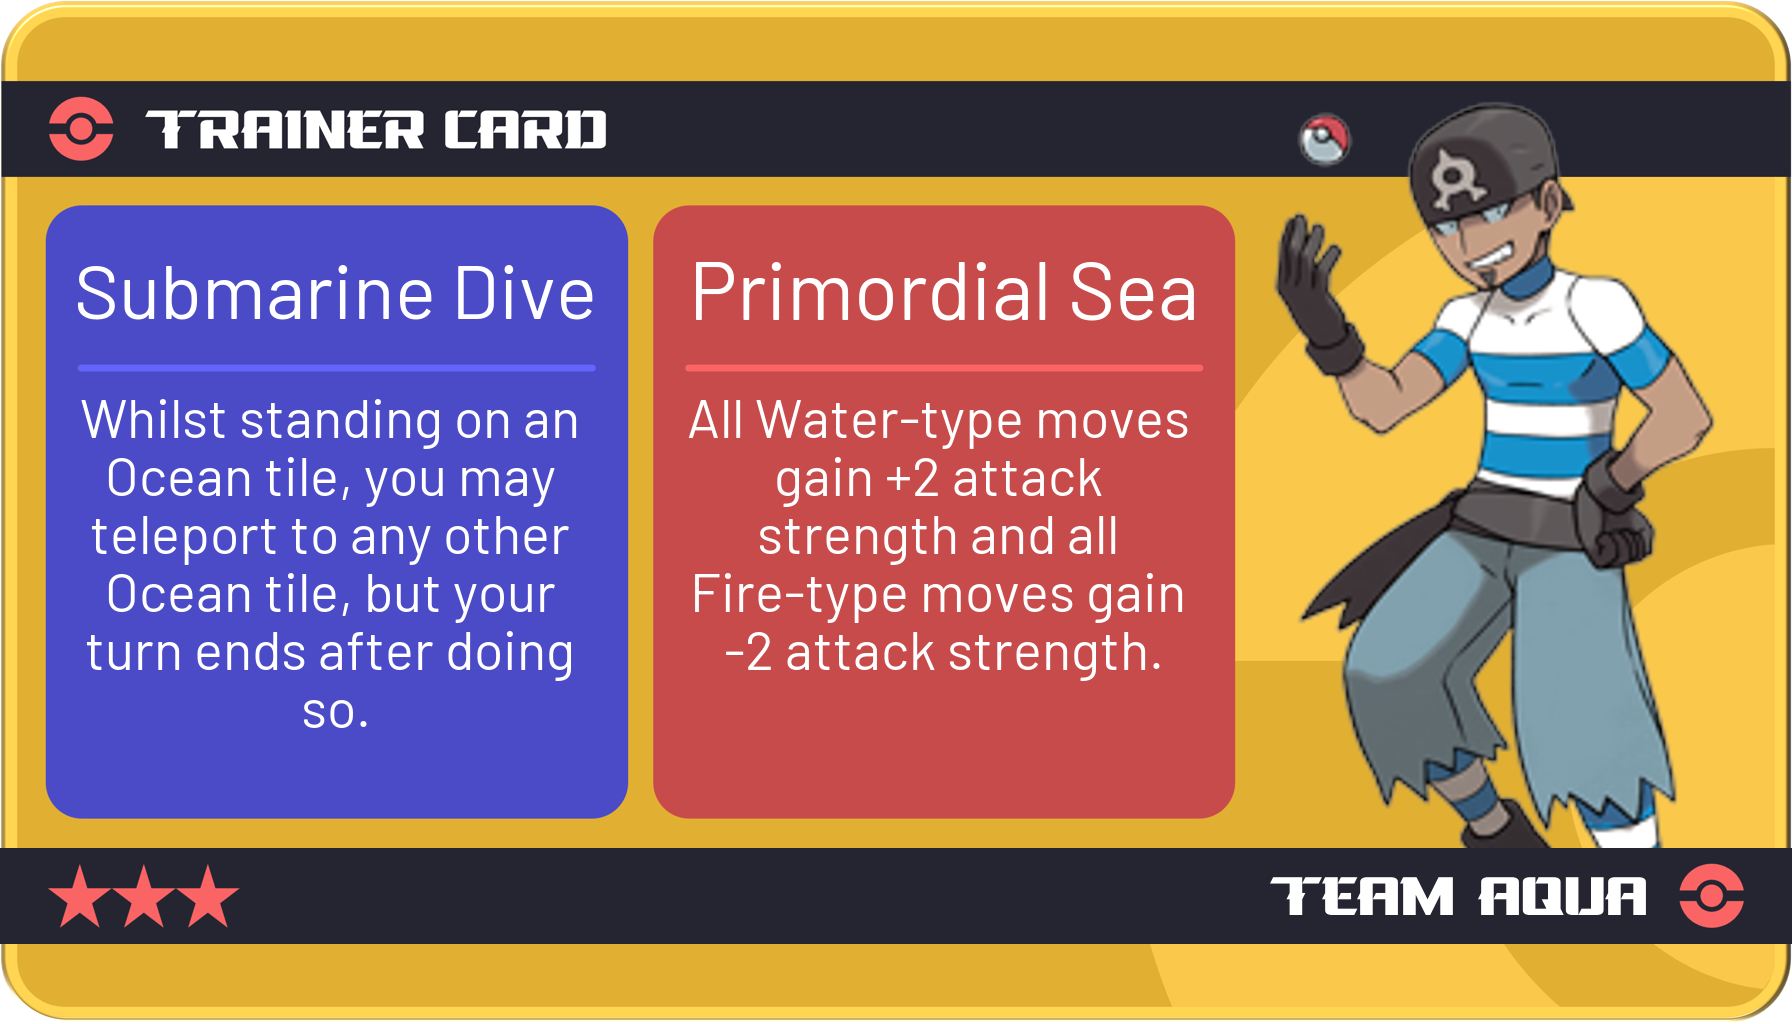 TRAINER CARD
Submarine Dive
Whilst standing on an
Ocean tile, you may
teleport to any other
Ocean tile, but your
turn ends after doing
so.
Primordial Sea
All Water-type moves
gain +2 attack
strength and all
Fire-type moves gain
-2 attack strength.
TEAM AQUA